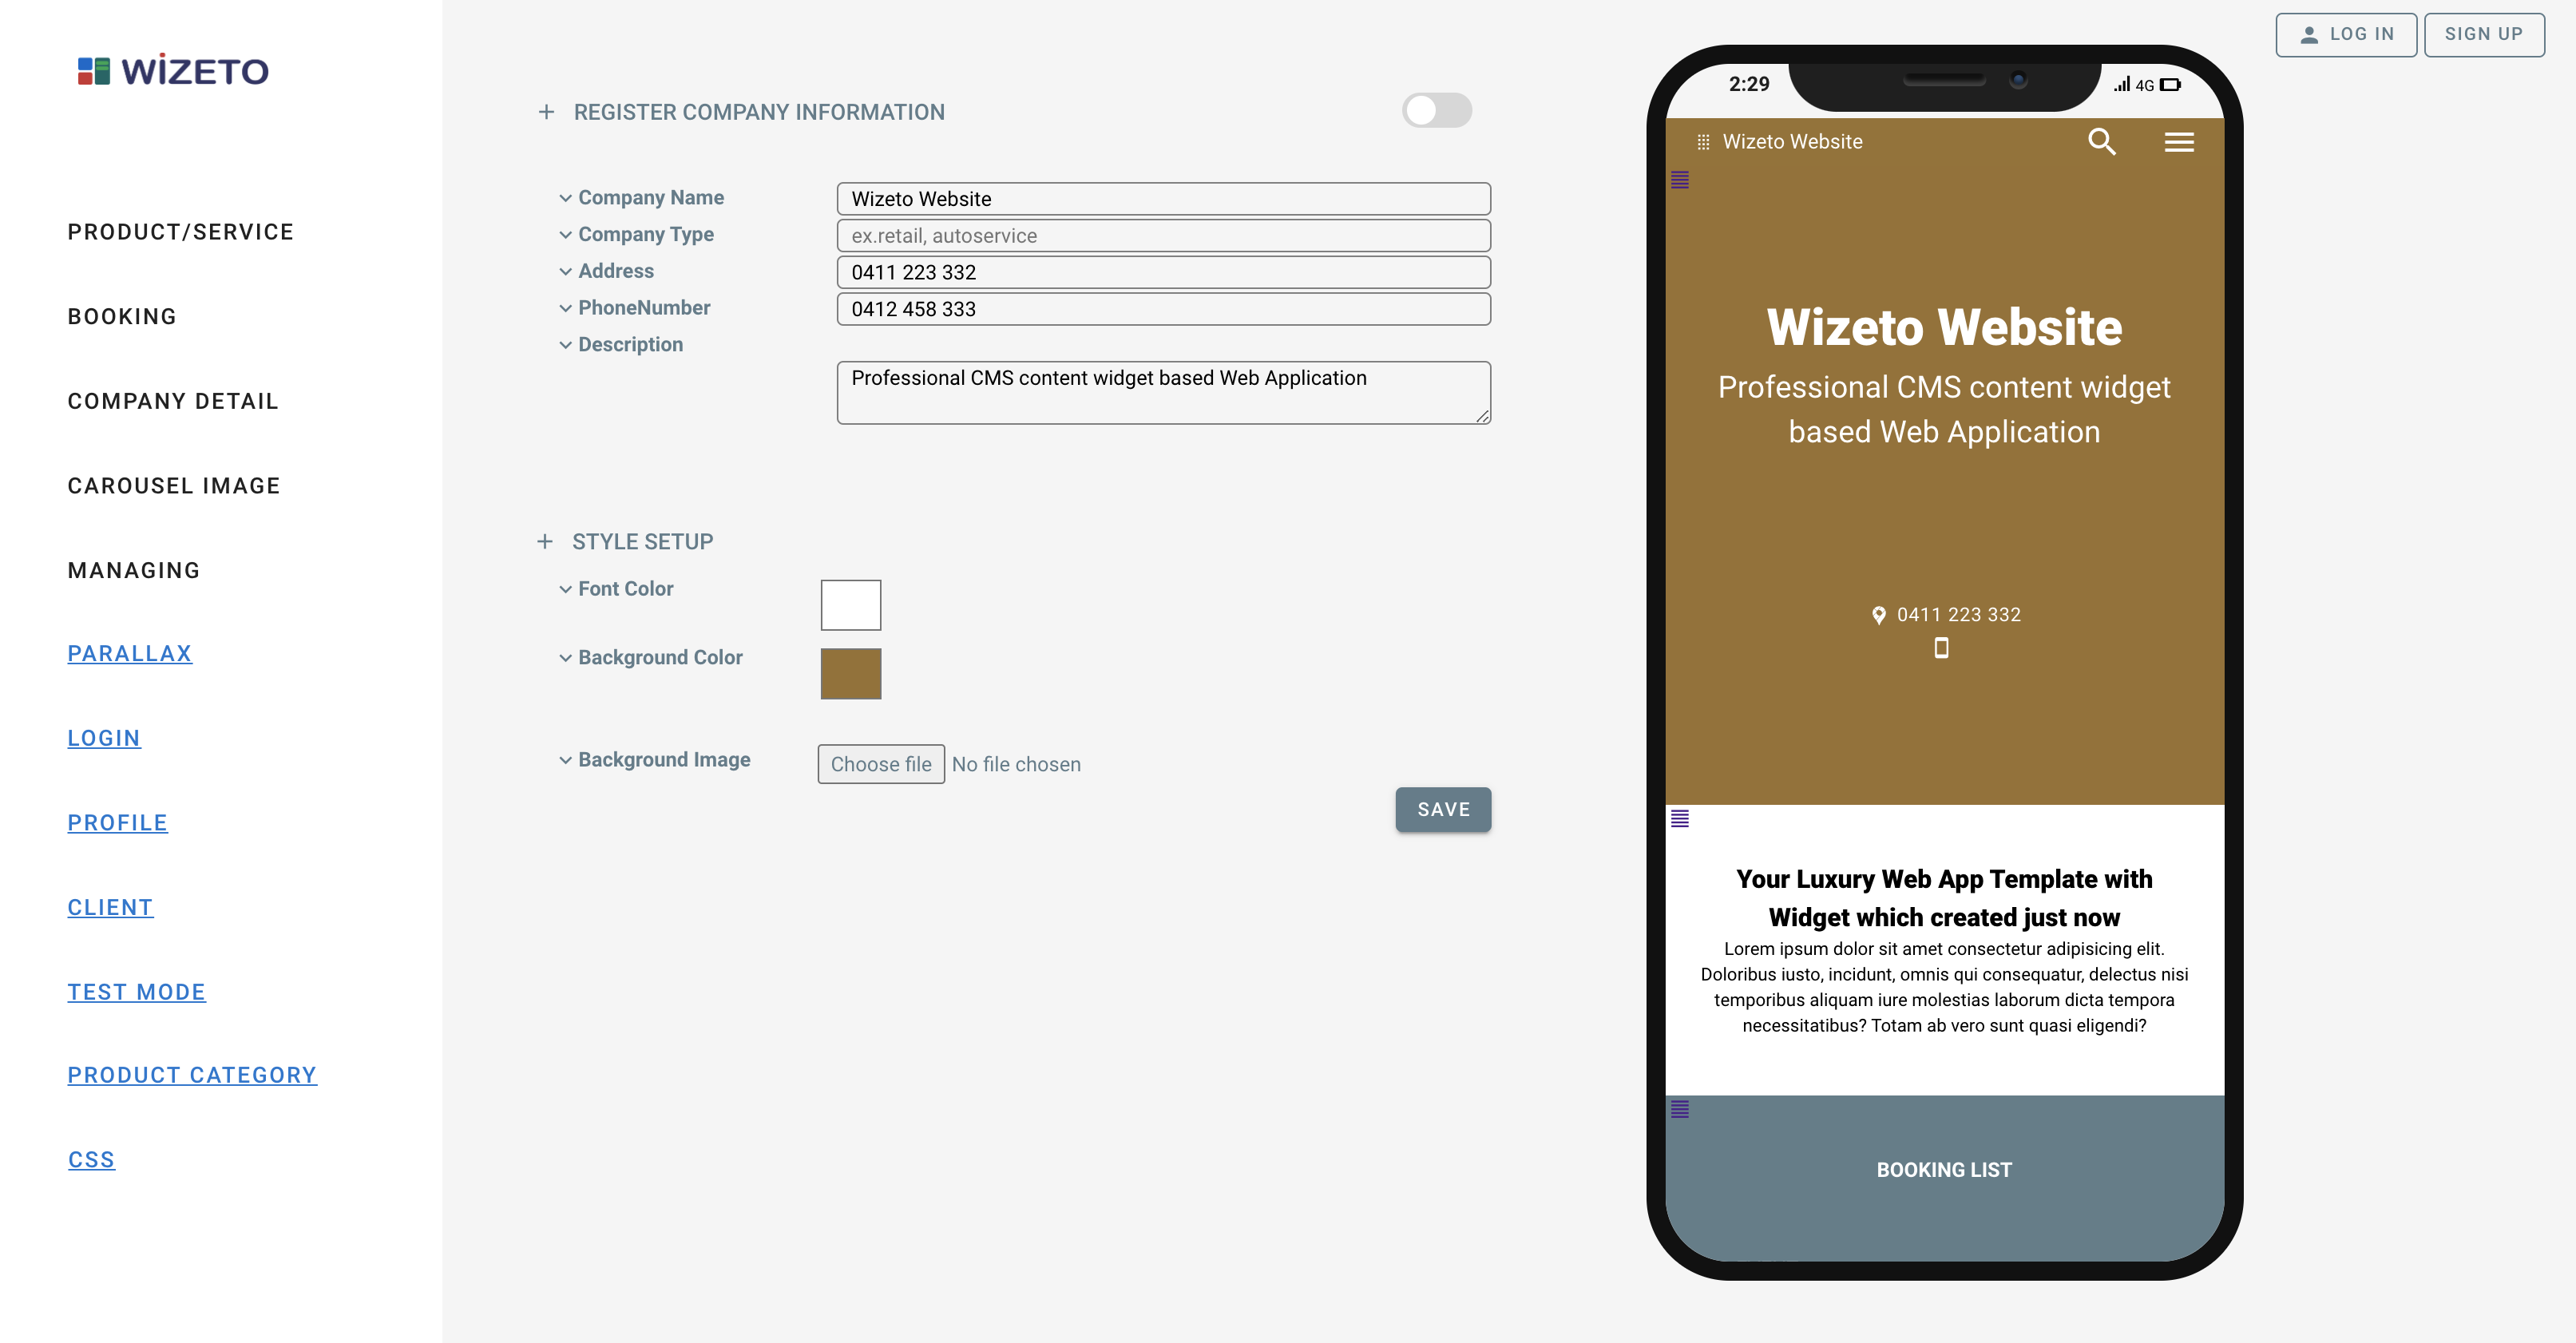 WiZETO
PRODUCT/SERVICE
BOOKING
COMPANY DETAIL
CAROUSEL IMAGE
MANAGING
PARALLAX
LOGIN
PROFILE
CLIENT
TEST MODE
PRODUCT CATEGORY
CSS
LOG IN
SIGN UP
REGISTER COMPANY INFORMATION
Company Name Wizeto Website
Company Type ex.retail, autoservice
Address 0411 223 332
PhoneNumber 0412 458 333
Description
Professional CMS content widget based Web Application
STYLE SETUP
Font Color
Background Color
Background Image Choose file No file chosen
SAVE
2:29 4G
Wizeto Website
Wizeto Website
Professional CMS content widget
based Web Application
0411 223 332
Your Luxury Web App Template with
Widget which created just now
Lorem ipsum dolor sit amet consectetur adipisicing elit.
Doloribus iusto, incidunt, omnis qui consequatur, delectus nisi
temporibus aliquam iure molestias laborum dicta tempora
necessitatibus? Totam ab vero sunt quasi eligendi?
BOOKING LIST